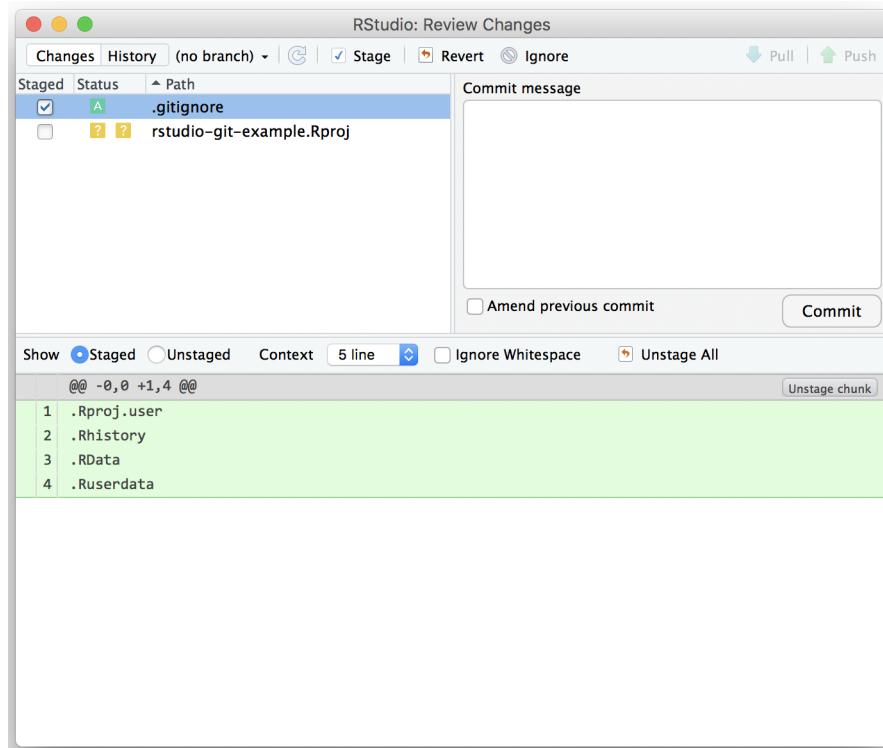 RStudio: Review Changes
Changes History (no branch) Stage Revert Ignore Pull Push
Staged Status Path
A .gitignore
? ? rstudio-git-example.Rproj
Commit message
Amend previous commit
Commit
Show Staged Unstaged Context 5 line Ignore Whitespace Unstage All
@@ -0,0 +1,4 @@ Unstage chunk
1 .Rproj.user
2 .Rhistory
3 .RData
4 .Ruserdata